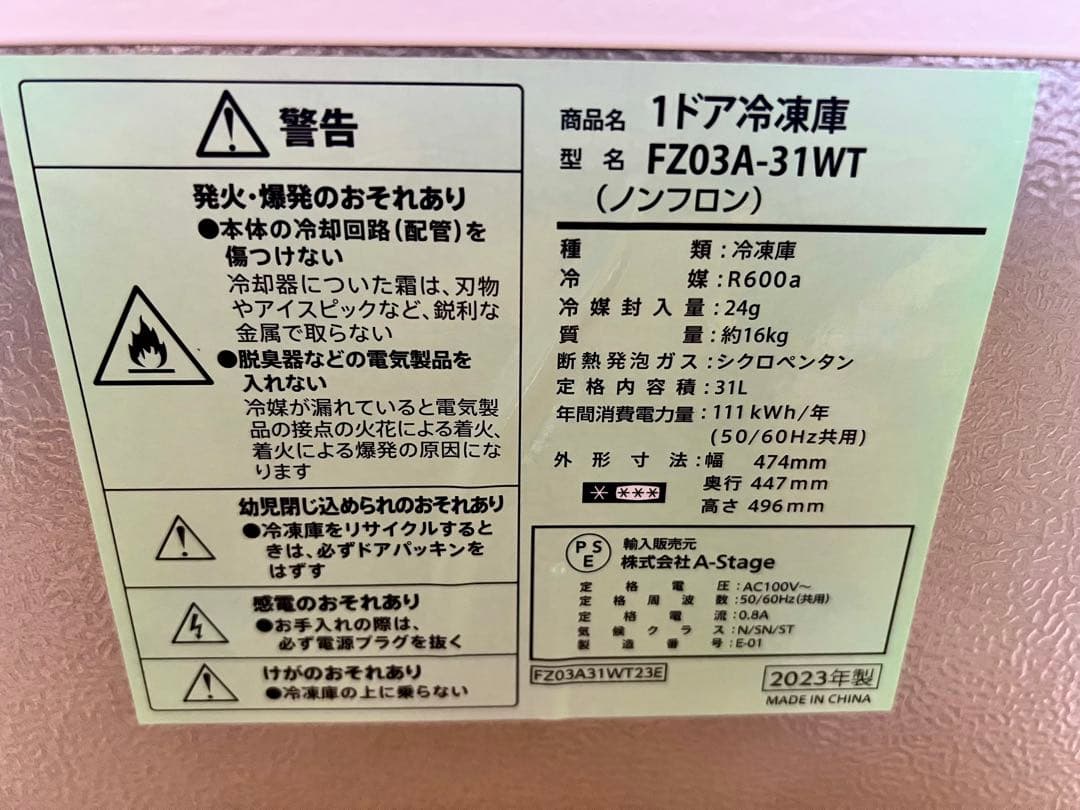 警告
発火・爆発のおそれあり
●本体の冷却回路(配管)を
傷つけない
冷却器についた霜は、刃物
やアイスピックなど、鋭利な
金属で取らない
●脱臭器などの電気製品を
入れない
冷媒が漏れていると電気製
品の接点の火花による着火、
着火による爆発の原因にな
ります
幼児閉じ込められのおそれあり
●冷凍庫をリサイクルすると
きは、必ずドアパッキンを
はずす
感電のおそれあり
●お手入れの際は、
必ず電源プラグを抜く
けがのおそれあり
●冷凍庫の上に乗らない
商品名 1ドア冷凍庫
型名 FZ03A-31WT
(ノンフロン)
種類:冷凍庫
冷媒:R600a
冷媒封入量:24g
質量:約16kg
断熱発泡ガス:シクロペンタン
定格内容積:31L
年間消費電力量:111kWh/年
(50/60Hz共用)
外形寸法:幅 474mm
奥行 447mm
高さ 496mm
PSE
輸入販売元
株式会社A-Stage
定格電圧:AC100V～
定格周波数:50/60Hz(共用)
定格電流:0.8A
気候クラス:N/SN/ST
製造番号:E-01
FZ03A31WT23E
2023年製
MADE IN CHINA